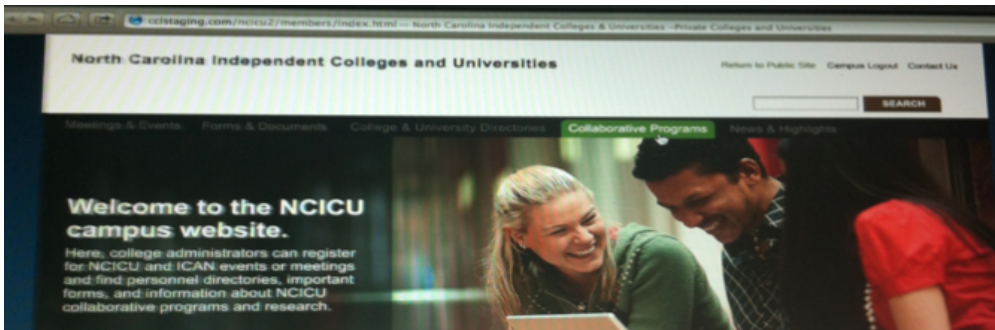 cclstaging.com/ncicu2/members/index.html — North Carolina Independent Colleges & Universities –Private Colleges and Universities
North Carolina Independent Colleges and Universities
Return to Public Site Campus Logout Contact Us
SEARCH
Meetings & Events Forms & Documents College & University Directories Collaborative Programs News & Highlights
Welcome to the NCICU
campus website.
Here, college administrators can register
for NCICU and ICAN events or meetings
and find personnel directories, important
forms, and information about NCICU
collaborative programs and research.